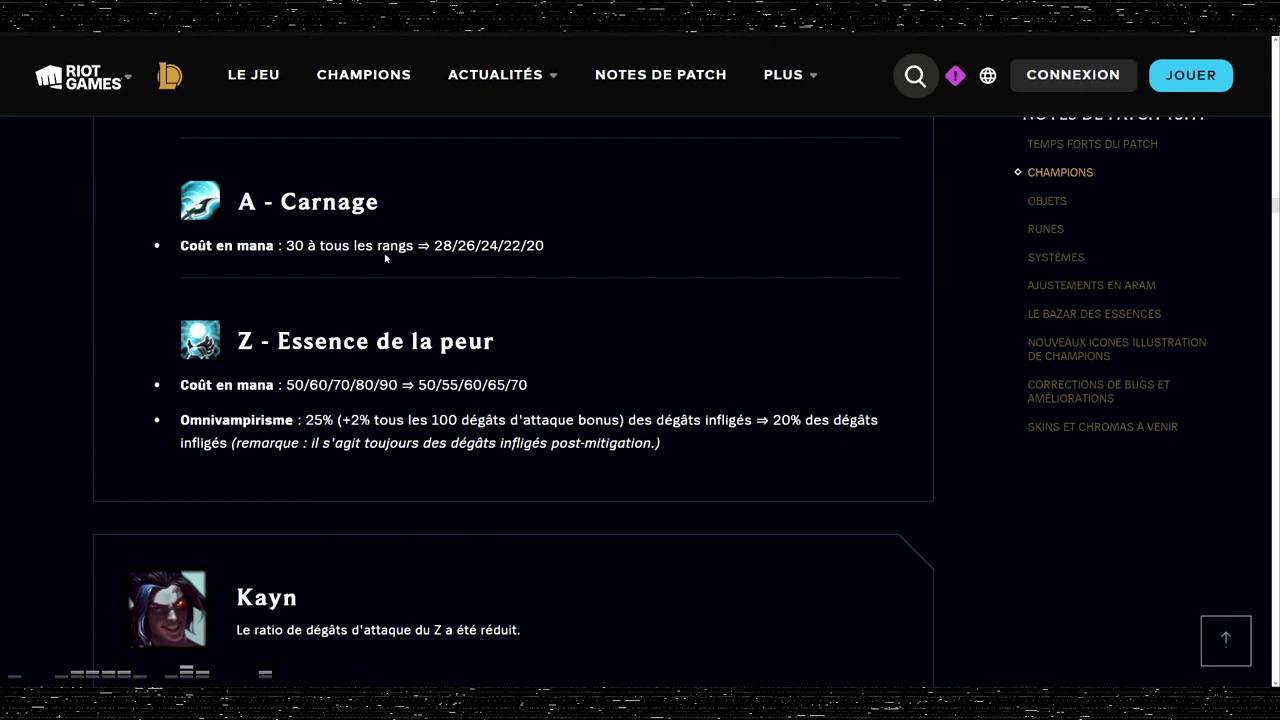 RIOT GAMES
LE JEU
CHAMPIONS
ACTUALITÉS
NOTES DE PATCH
PLUS
CONNEXION
JOUER
A - Carnage
• Coût en mana : 30 à tous les rangs ⇒ 28/26/24/22/20
Z - Essence de la peur
• Coût en mana : 50/60/70/80/90 ⇒ 50/55/60/65/70
• Omnivampirisme : 25% (+2% tous les 100 dégâts d'attaque bonus) des dégâts infligés ⇒ 20% des dégâts
infligés (remarque : il s'agit toujours des dégâts infligés post-mitigation.)
Kayn
Le ratio de dégâts d'attaque du Z a été réduit.
NOTES DE PATCH
TEMPS FORTS DU PATCH
CHAMPIONS
OBJETS
RUNES
SYSTÈMES
AJUSTEMENTS EN ARAM
LE BAZAR DES ESSENCES
NOUVEAUX ICONES ILLUSTRATION
DE CHAMPIONS
CORRECTIONS DE BUGS ET
AMÉLIORATIONS
SKINS ET CHROMAS À VENIR